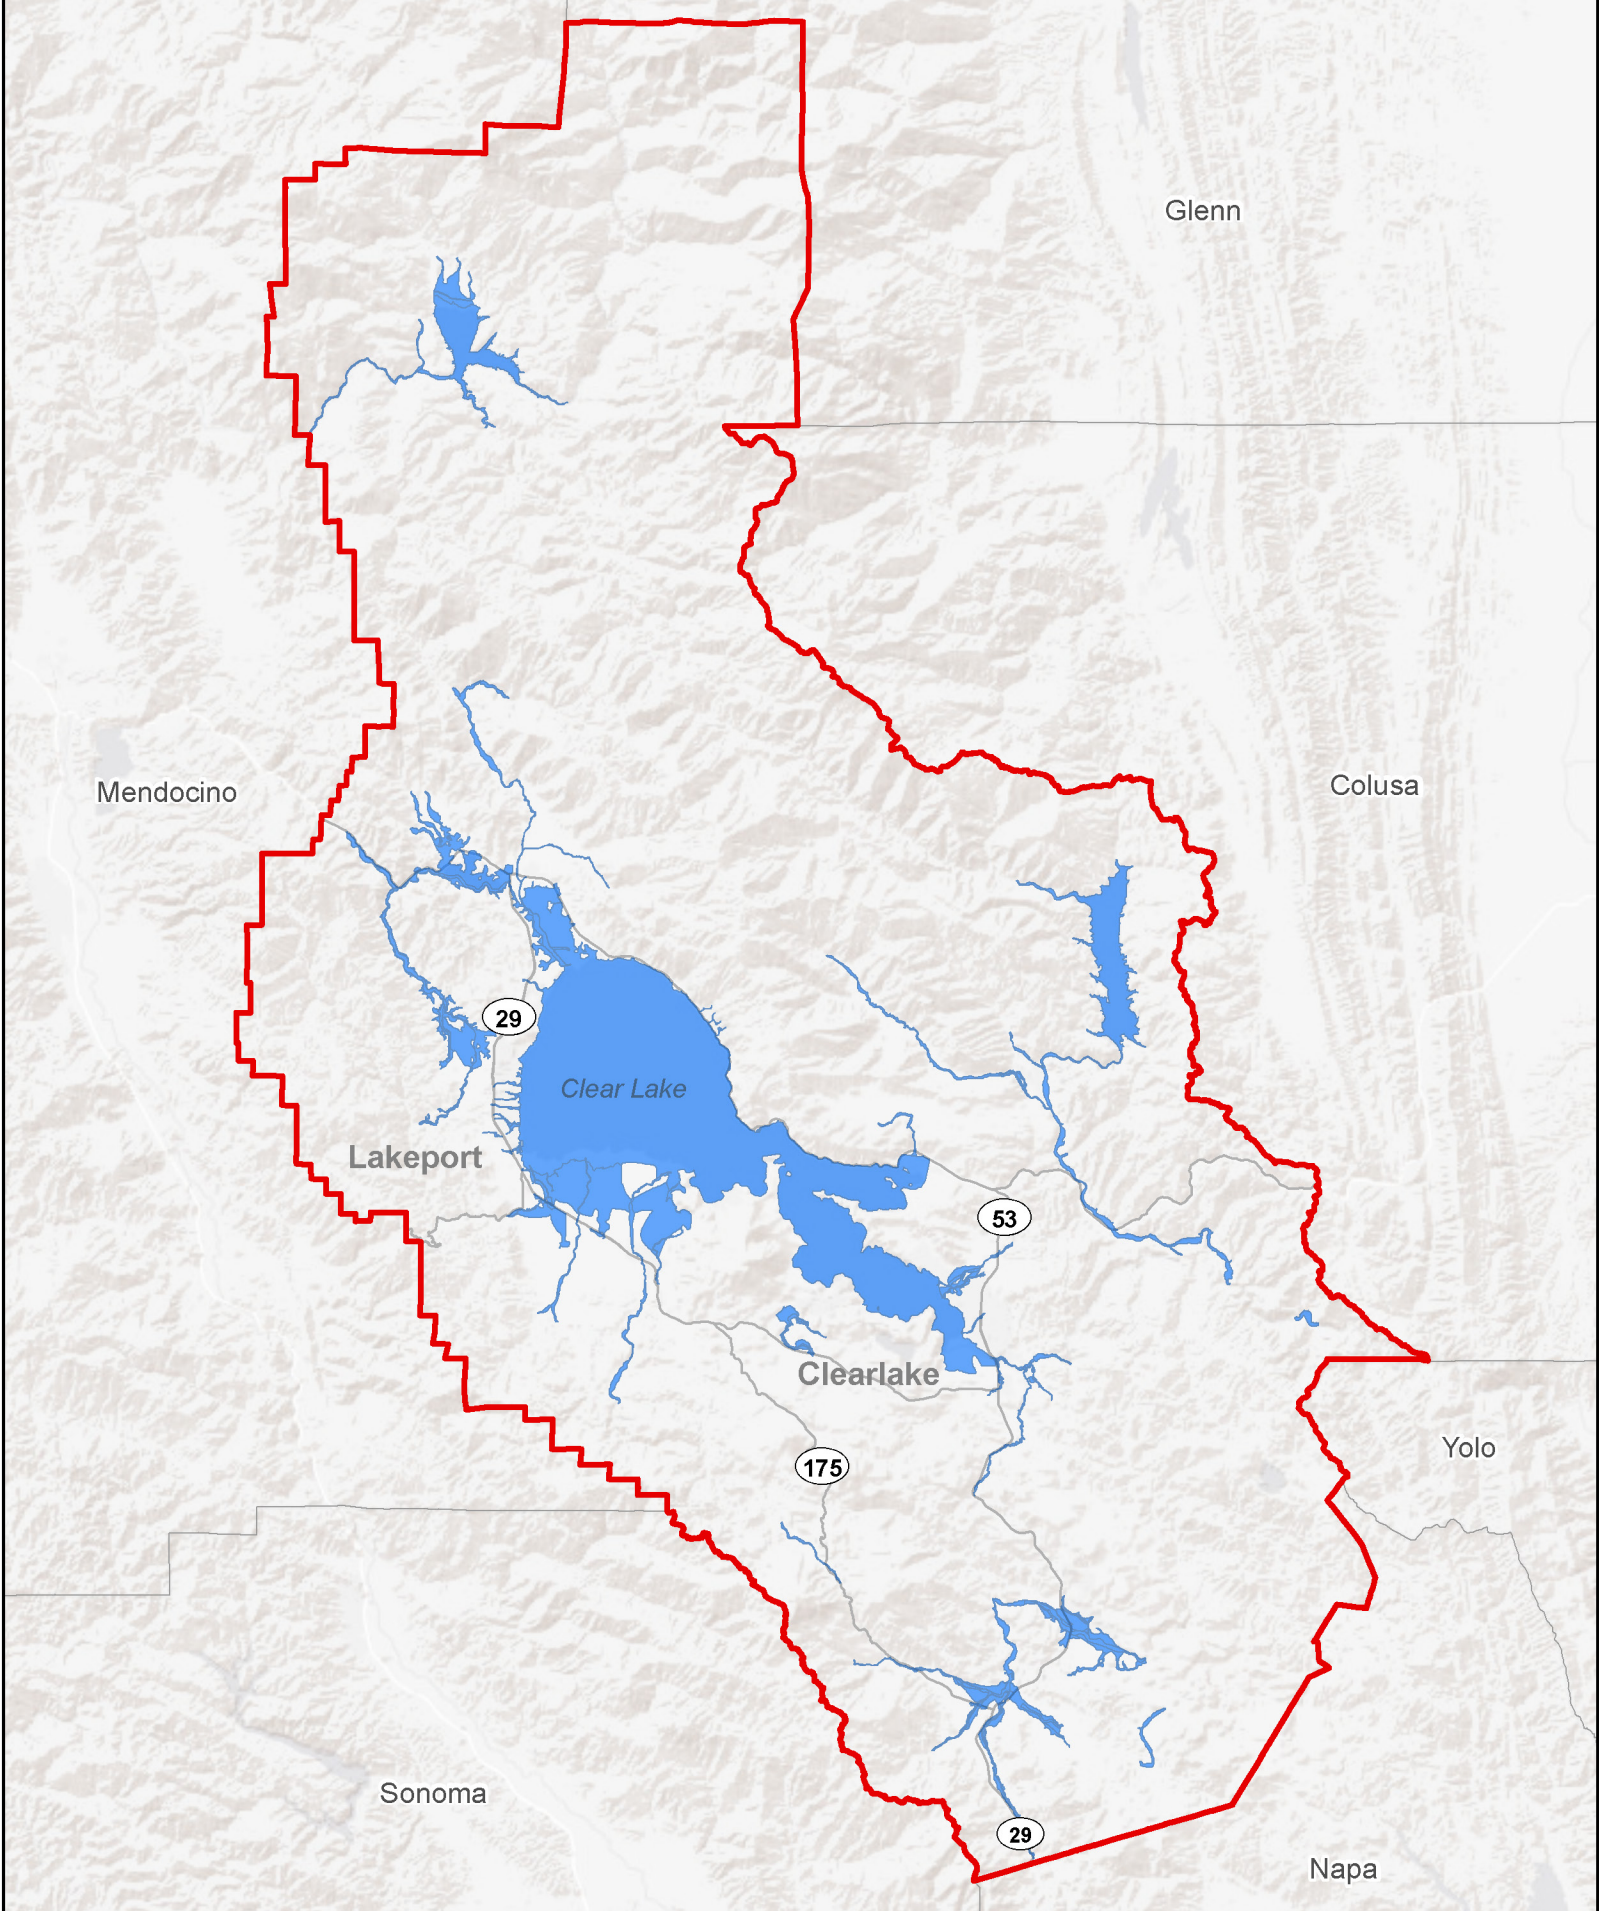 Glenn
Mendocino
Colusa
29
Clear Lake
Lakeport
53
Clearlake
Yolo
175
Sonoma
29
Napa